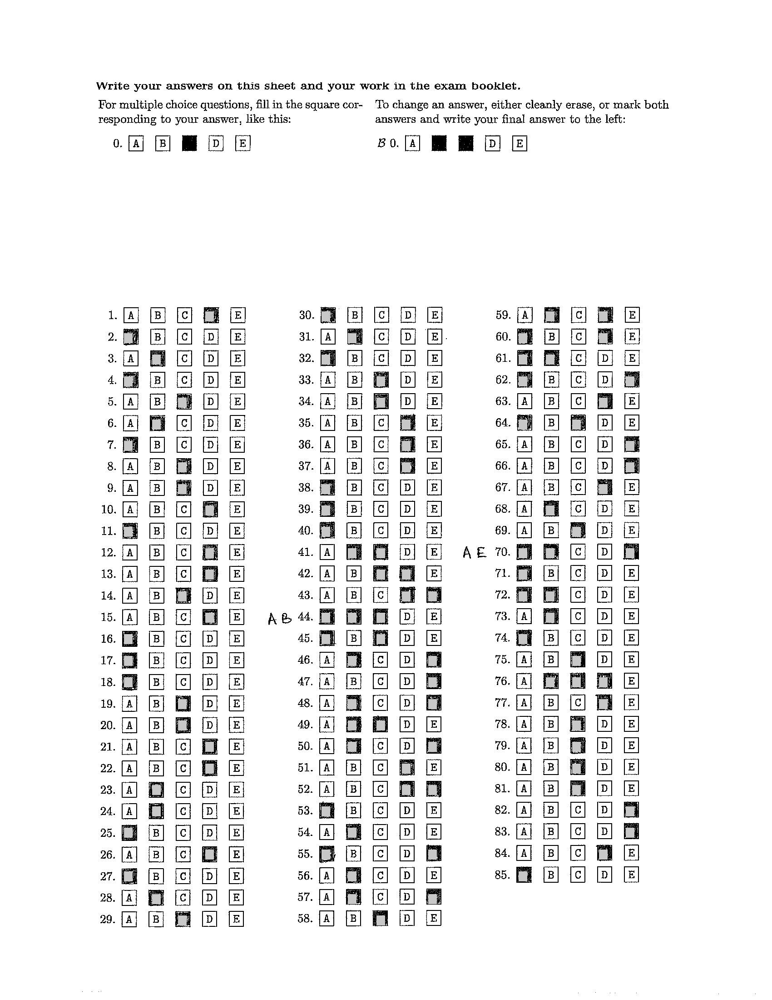 Write your answers on this sheet and your work in the exam booklet.
For multiple choice questions, fill in the square cor-
responding to your answer, like this:
0. A B D E
To change an answer, either cleanly erase, or mark both
answers and write your final answer to the left:
B 0. A D E
1. A B C E
2. B C D E
3. A C D E
4. B C D E
5. A B D E
6. A C D E
7. B C D E
8. A B D E
9. A B D E
10. A B C E
11. B C D E
12. A B C E
13. A B C E
14. A B D E
15. A B C E
16. B C D E
17. B C D E
18. B C D E
19. A B D E
20. A B D E
21. A B C E
22. A B C E
23. A C D E
24. A C D E
25. B C D E
26. A B C E
27. B C D E
28. A C D E
29. A B D E
30. B C D E
31. A C D E
32. B C D E
33. A B D E
34. A B D E
35. A B C E
36. A B C E
37. A B C E
38. B C D E
39. B C D E
40. B C D E
41. A D E
42. A B E
43. A B C
A B 44. D E
45. B D E
46. A C D
47. A B C D
48. A C D
49. A D E
50. A C D
51. A B C E
52. A B C
53. B C D E
54. A C D E
55. B C D
56. A C D E
57. A C D
58. A B D E
59. A C E
60. B C E
61. C D E
62. B C D
63. A B C E
64. B D E
65. A B C D
66. A B C D
67. A B C E
68. A C D E
69. A B D E
A E 70. C D
71. B C D E
72. C D E
73. A C D E
74. B C D E
75. A B D E
76. A E
77. A B C E
78. A B D E
79. A B D E
80. A B D E
81. A B D E
82. A B C D
83. A B C D
84. A B C E
85. B C D E